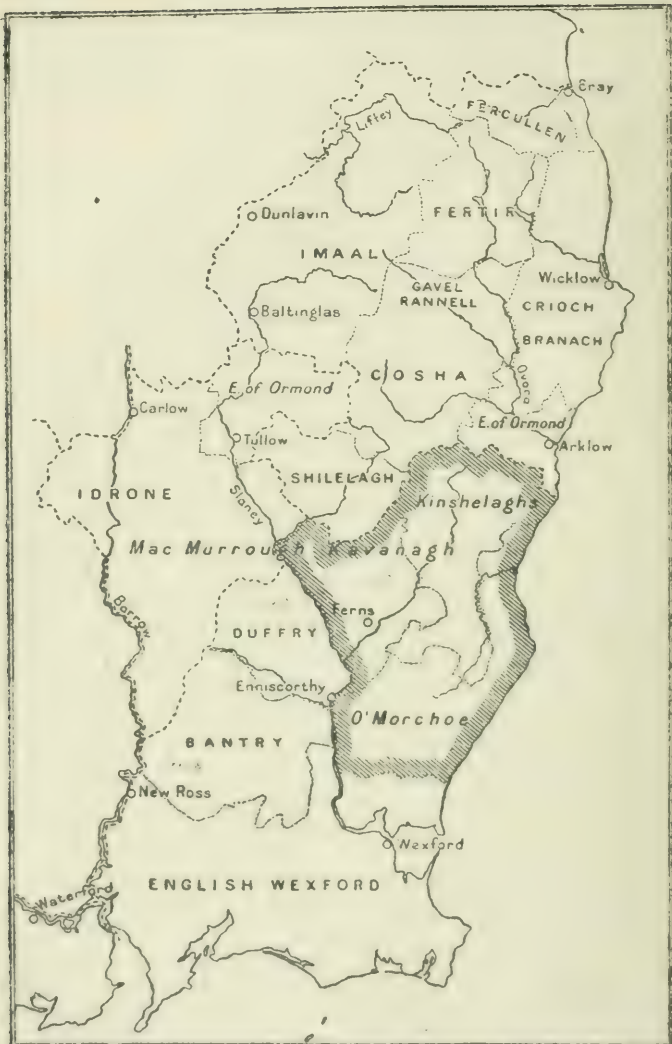 Bray
FERCULLEN
Liffey
Dunlavin
FERTIR
IMAAL
GAVEL
RANNELL
Wicklow
CRIOCH
BRANACH
Baltinglas
COSHA
Ovoca
E. of Ormond
E. of Ormond
Carlow
Tullow
Arklow
SHILELAGH
Kinshelaghs
IDRONE
Slaney
Mac Murrough Kavanagh
Barrow
Ferns
DUFFRY
Enniscorthy
O'Morchoe
BANTRY
New Ross
Wexford
ENGLISH WEXFORD
Waterford